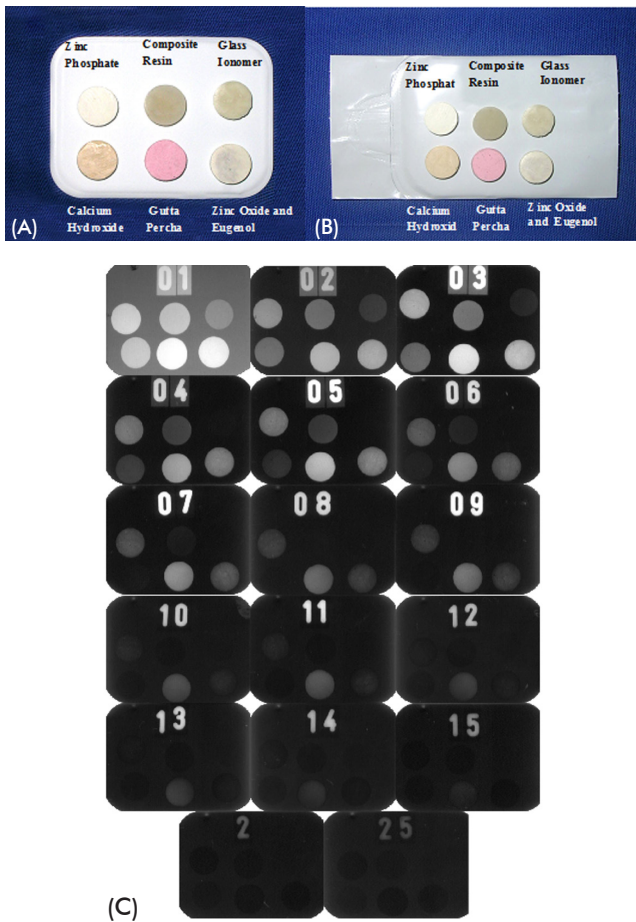 Zinc
Phosphate
Composite
Resin
Glass
Ionomer
Calcium
Hydroxide
Gutta
Percha
Zinc Oxide and
Eugenol
(A)
Zinc
Phosphat
Composite
Resin
Glass
Ionomer
Calcium
Hydroxid
Gutta
Percha
Zinc Oxide
and Eugenol
(B)
01
02
03
04
05
06
07
08
09
10
11
12
13
14
15
2
25
(C)